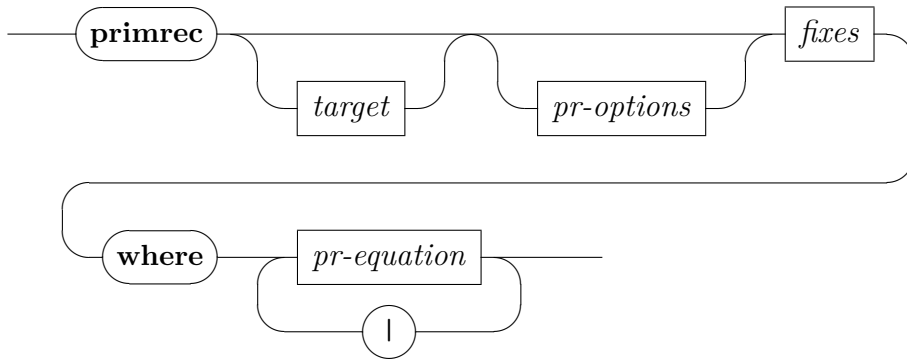 primrec fixes
target pr-options
where pr-equation
|